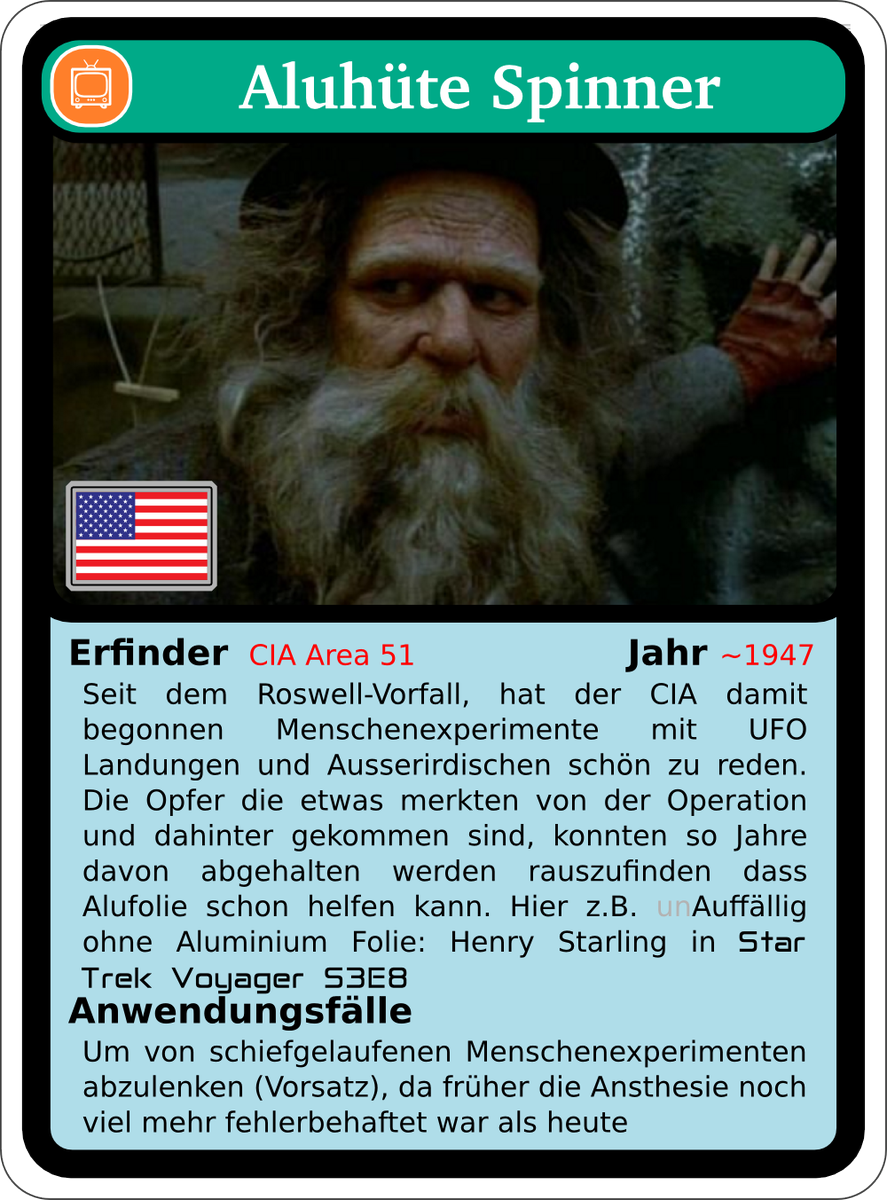 Aluhüte Spinner
Erfinder CIA Area 51 Jahr ~1947
Seit dem Roswell-Vorfall, hat der CIA damit
begonnen Menschenexperimente mit UFO
Landungen und Ausserirdischen schön zu reden.
Die Opfer die etwas merkten von der Operation
und dahinter gekommen sind, konnten so Jahre
davon abgehalten werden rauszufinden dass
Alufolie schon helfen kann. Hier z.B. unAuffällig
ohne Aluminium Folie: Henry Starling in Star
Trek Voyager S3E8
Anwendungsfälle
Um von schiefgelaufenen Menschenexperimenten
abzulenken (Vorsatz), da früher die Ansthesie noch
viel mehr fehlerbehaftet war als heute